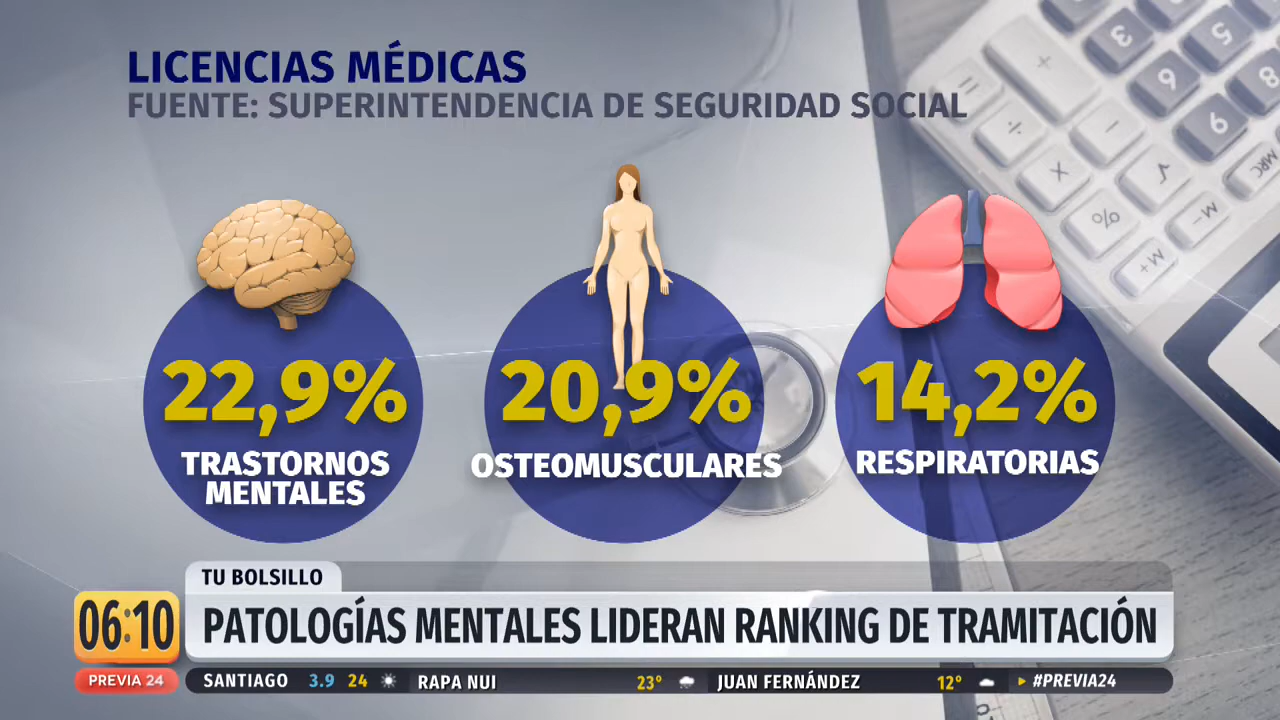 LICENCIAS MÉDICAS
FUENTE: SUPERINTENDENCIA DE SEGURIDAD SOCIAL
22,9%
TRASTORNOS
MENTALES
20,9%
OSTEOMUSCULARES
14,2%
RESPIRATORIAS
TU BOLSILLO
06:10
PATOLOGÍAS MENTALES LIDERAN RANKING DE TRAMITACIÓN
PREVIA 24
SANTIAGO 3.9 24 RAPA NUI 23° JUAN FERNÁNDEZ 12° #PREVIA24